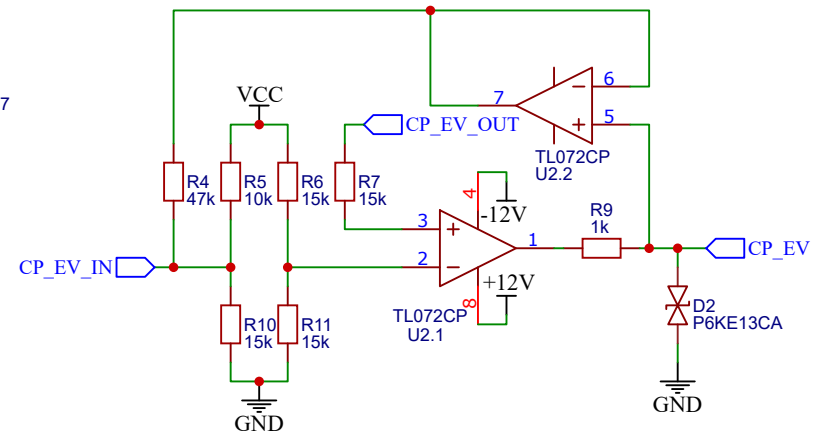 7
VCC
CP_EV_OUT
7
6
5
TL072CP
U2.2
R4
47k
R5
10k
R6
15k
R7
15k
4
-12V
3
2
1
R9
1k
CP_EV_IN
CP_EV
+12V
8
TL072CP
U2.1
R10
15k
R11
15k
D2
P6KE13CA
GND
GND